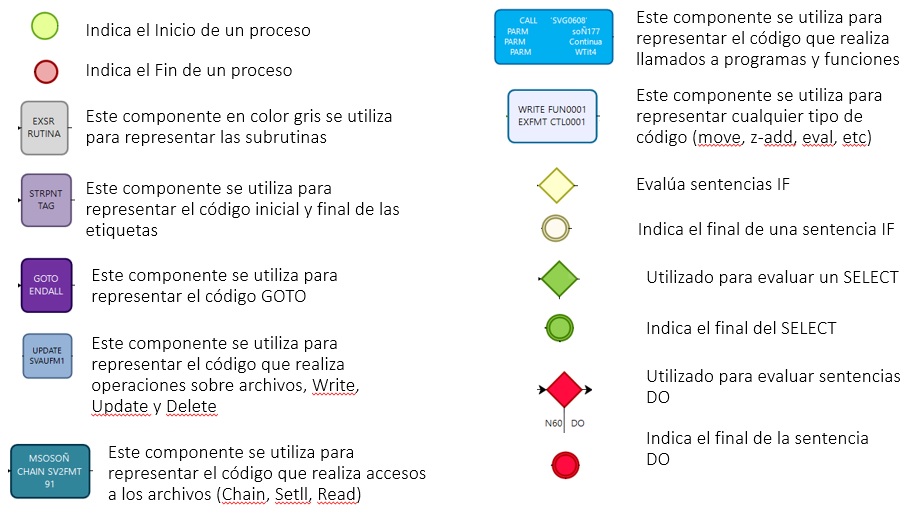 Indica el Inicio de un proceso
Indica el Fin de un proceso
EXSR
RUTINA
Este componente en color gris se utiliza
para representar las subrutinas
STRPNT
TAG
Este componente se utiliza para
representar el código inicial y final de las
etiquetas
GOTO
ENDALL
Este componente se utiliza para
representar el código GOTO
UPDATE
SVAUFM1
Este componente se utiliza para
representar el código que realiza
operaciones sobre archivos, Write,
Update y Delete
MSOSOÑ
CHAIN SV2FMT
91
Este componente se utiliza para
representar el código que realiza accesos
a los archivos (Chain, Setll, Read)
CALL 'SVG0608'
PARM soÑ177
PARM Continua
PARM WTit4
Este componente se utiliza para
representar el código que realiza
llamados a programas y funciones
WRITE FUN0001
EXFMT CTL0001
Este componente se utiliza para
representar cualquier tipo de
código (move, z-add, eval, etc)
Evalúa sentencias IF
Indica el final de una sentencia IF
Utilizado para evaluar un SELECT
Indica el final del SELECT
Utilizado para evaluar sentencias
DO
N60 DO
Indica el final de la sentencia
DO